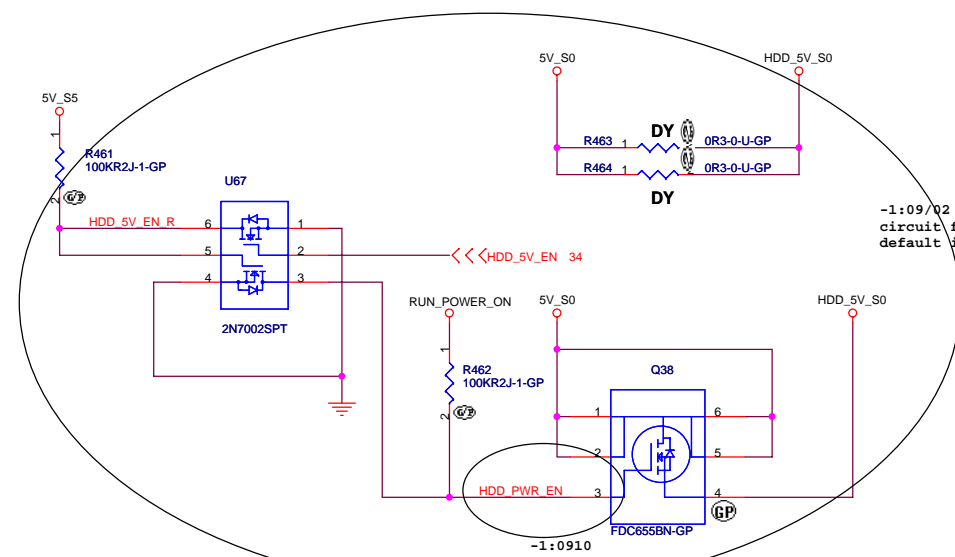 5V_S0 HDD_5V_S0
5V_S5
1
R461
100KR2J-1-GP
2
R463 1 DY 0R3-0-U-GP
R464 1 0R3-0-U-GP
DY
U67
HDD_5V_EN_R 6 1
5 2 HDD_5V_EN 34
4 3
2N7002SPT
-1:09/02
circuit f
default i
RUN_POWER_ON 5V_S0 HDD_5V_S0
1
R462
100KR2J-1-GP
2
Q38
1 6
2 5
HDD_PWR_EN 3 4
GP
FDC655BN-GP
-1:0910